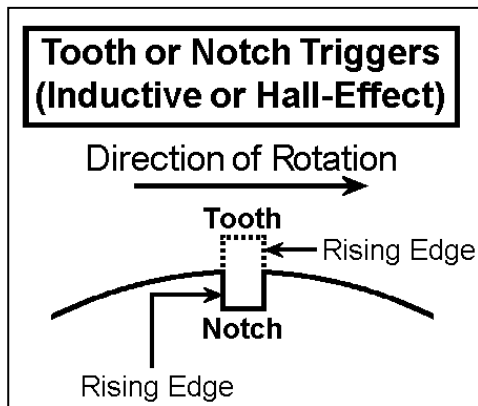 Tooth or Notch Triggers
(Inductive or Hall-Effect)
Direction of Rotation
Tooth
Rising Edge
Notch
Rising Edge